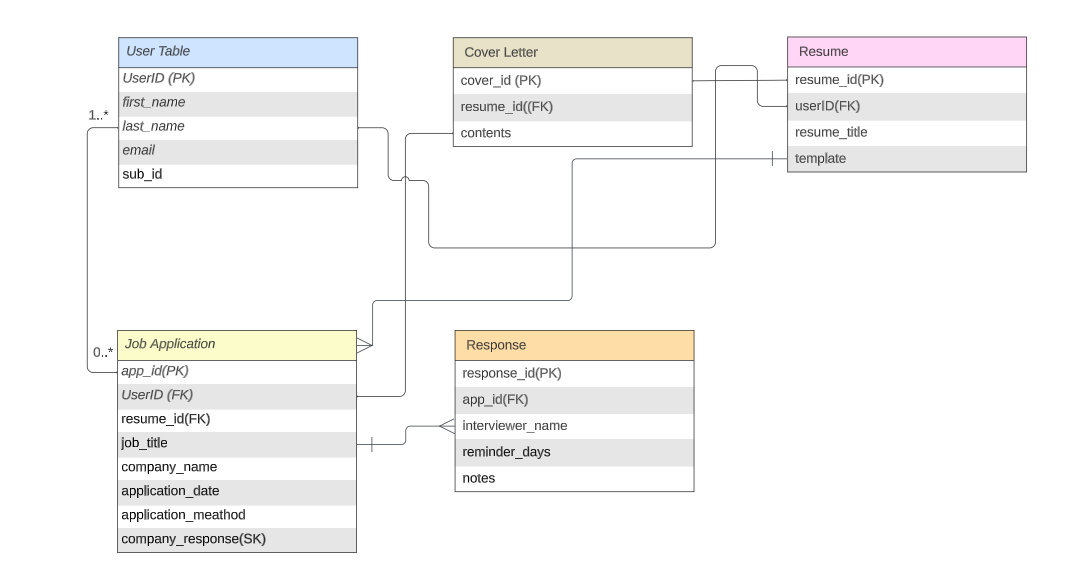 User Table
UserID (PK)
first_name
last_name
email
sub_id
Cover Letter
cover_id (PK)
resume_id((FK)
contents
Resume
resume_id(PK)
userID(FK)
resume_title
template
1..*
0..*
Job Application
app_id(PK)
UserID (FK)
resume_id(FK)
job_title
company_name
application_date
application_meathod
company_response(SK)
Response
response_id(PK)
app_id(FK)
interviewer_name
reminder_days
notes